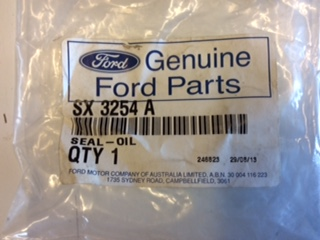 Ford Genuine
Ford Parts
SX 3254 A
SEAL-OIL
QTY 1 246823 29/05/13
FORD MOTOR COMPANY OF AUSTRALIA LIMITED. A.B.N. 30 004 116 223
1735 SYDNEY ROAD, CAMPBELLFIELD, 3061